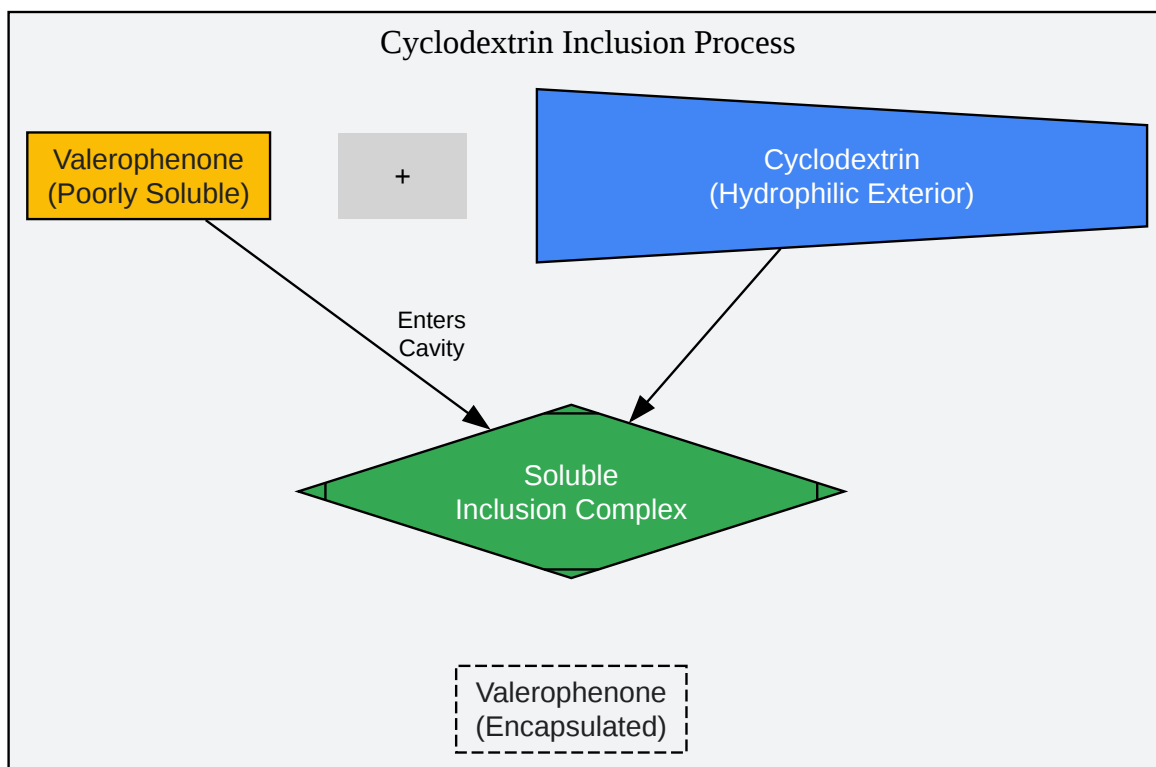 Cyclodextrin Inclusion Process
Valerophenone
(Poorly Soluble)
+
Cyclodextrin
(Hydrophilic Exterior)
Enters
Cavity
Soluble
Inclusion Complex
Valerophenone
(Encapsulated)